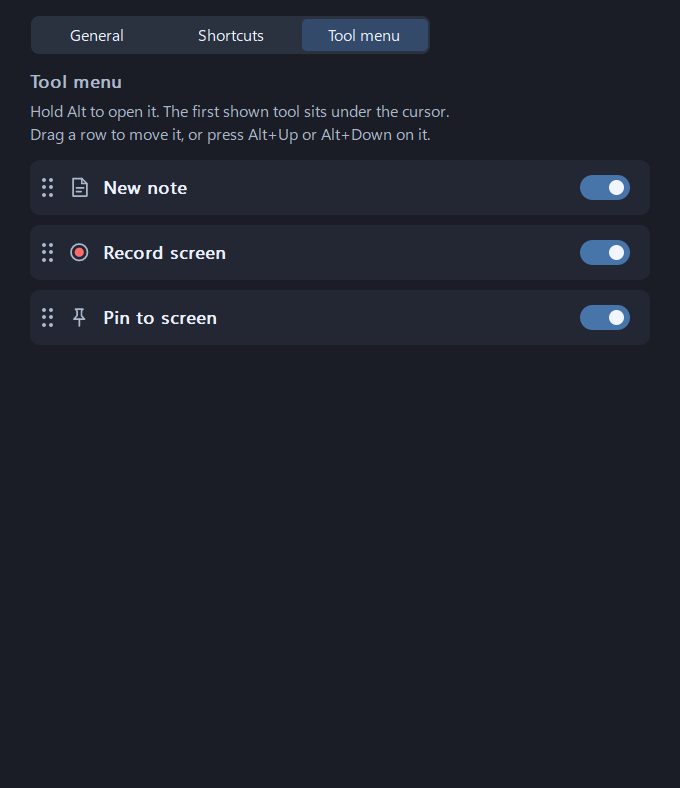 General
Shortcuts
Tool menu
Tool menu
Hold Alt to open it. The first shown tool sits under the cursor.
Drag a row to move it, or press Alt+Up or Alt+Down on it.
New note
Record screen
Pin to screen